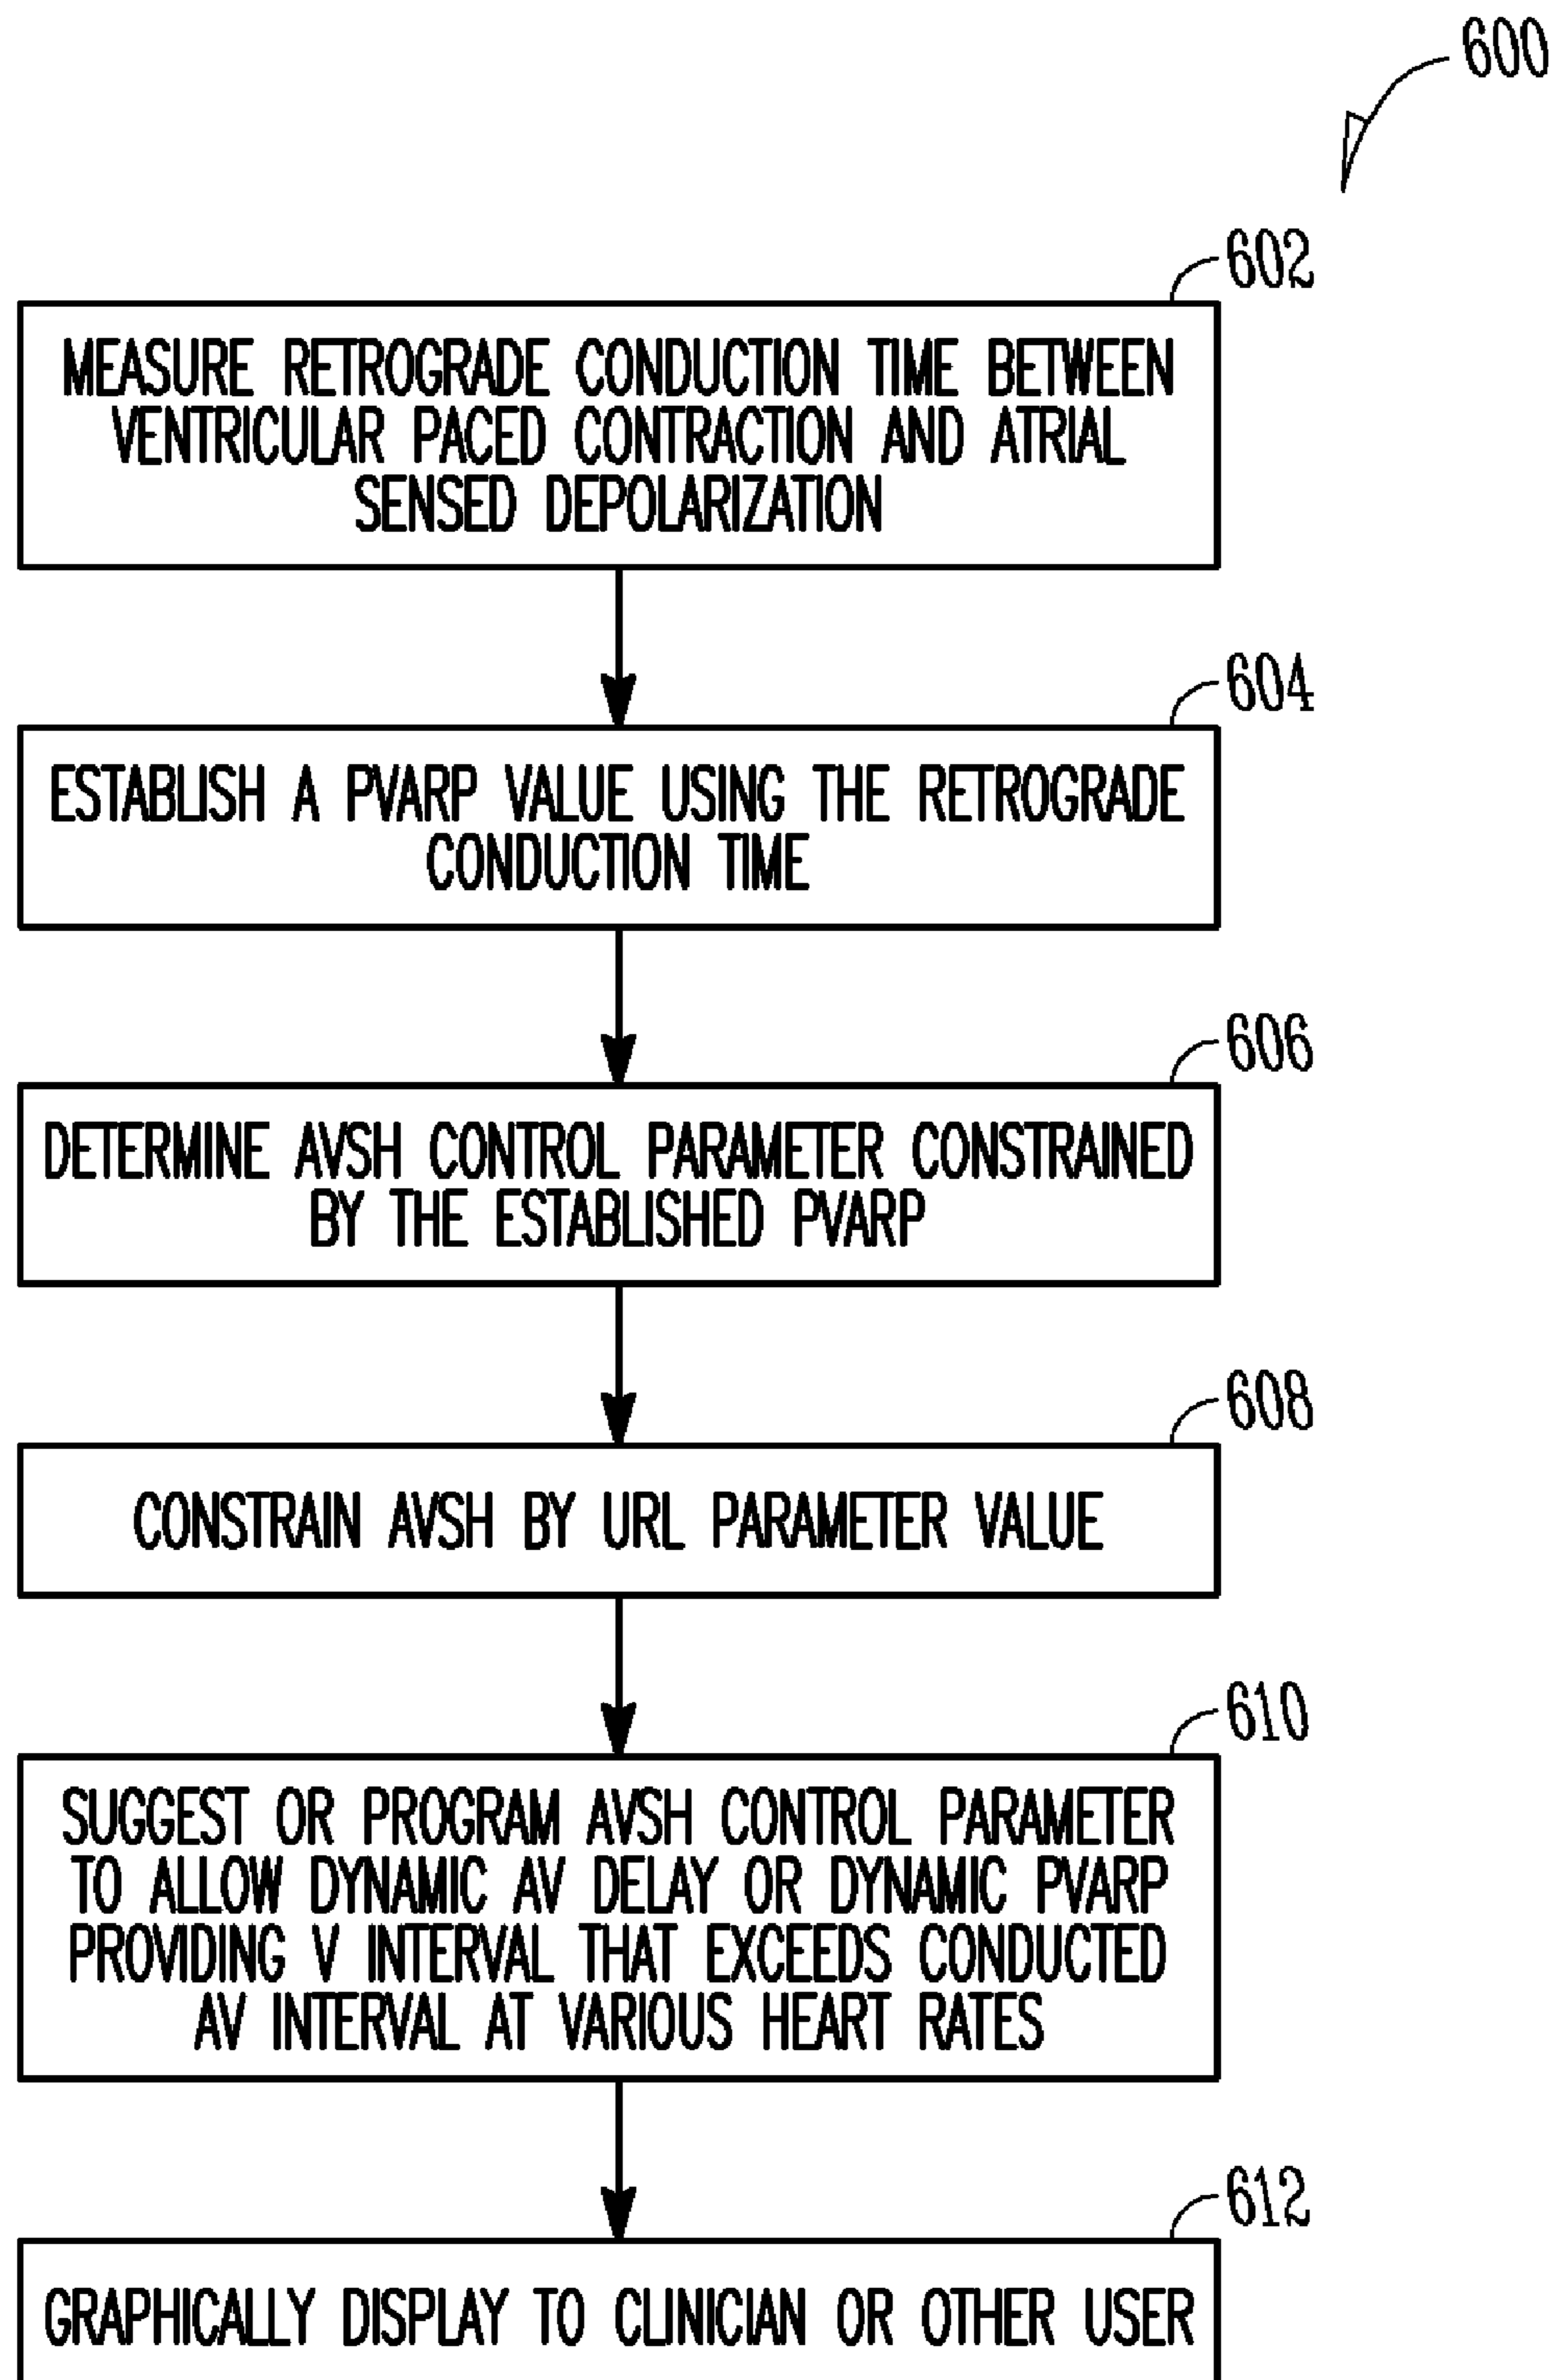 600
602
MEASURE RETROGRADE CONDUCTION TIME BETWEEN
VENTRICULAR PACED CONTRACTION AND ATRIAL
SENSED DEPOLARIZATION
604
ESTABLISH A PVARP VALUE USING THE RETROGRADE
CONDUCTION TIME
606
DETERMINE AVSH CONTROL PARAMETER CONSTRAINED
BY THE ESTABLISHED PVARP
608
CONSTRAIN AVSH BY URL PARAMETER VALUE
610
SUGGEST OR PROGRAM AVSH CONTROL PARAMETER
TO ALLOW DYNAMIC AV DELAY OR DYNAMIC PVARP
PROVIDING V INTERVAL THAT EXCEEDS CONDUCTED
AV INTERVAL AT VARIOUS HEART RATES
612
GRAPHICALLY DISPLAY TO CLINICIAN OR OTHER USER